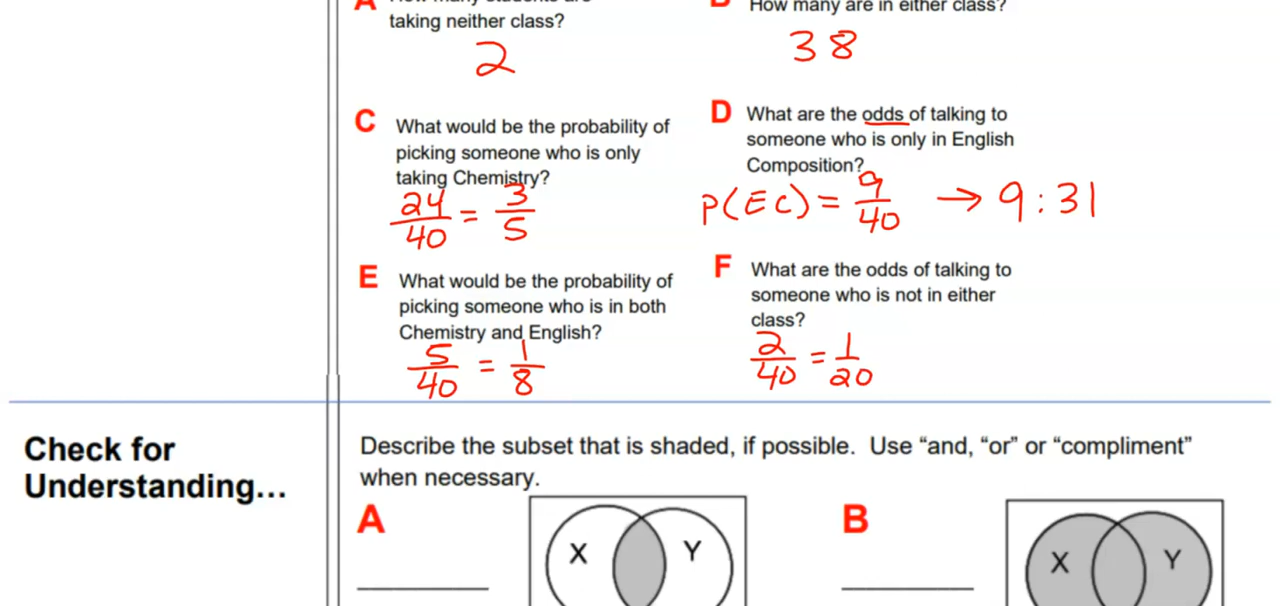 A How many students are
taking neither class?
2
B How many are in either class?
38
C What would be the probability of
picking someone who is only
taking Chemistry?
24/40 = 3/5
D What are the odds of talking to
someone who is only in English
Composition?
P(EC) = 9/40 → 9:31
E What would be the probability of
picking someone who is in both
Chemistry and English?
5/40 = 1/8
F What are the odds of talking to
someone who is not in either
class?
2/40 = 1/20
Check for
Understanding...
Describe the subset that is shaded, if possible. Use “and, “or” or “compliment”
when necessary.
A
X Y
B
X Y